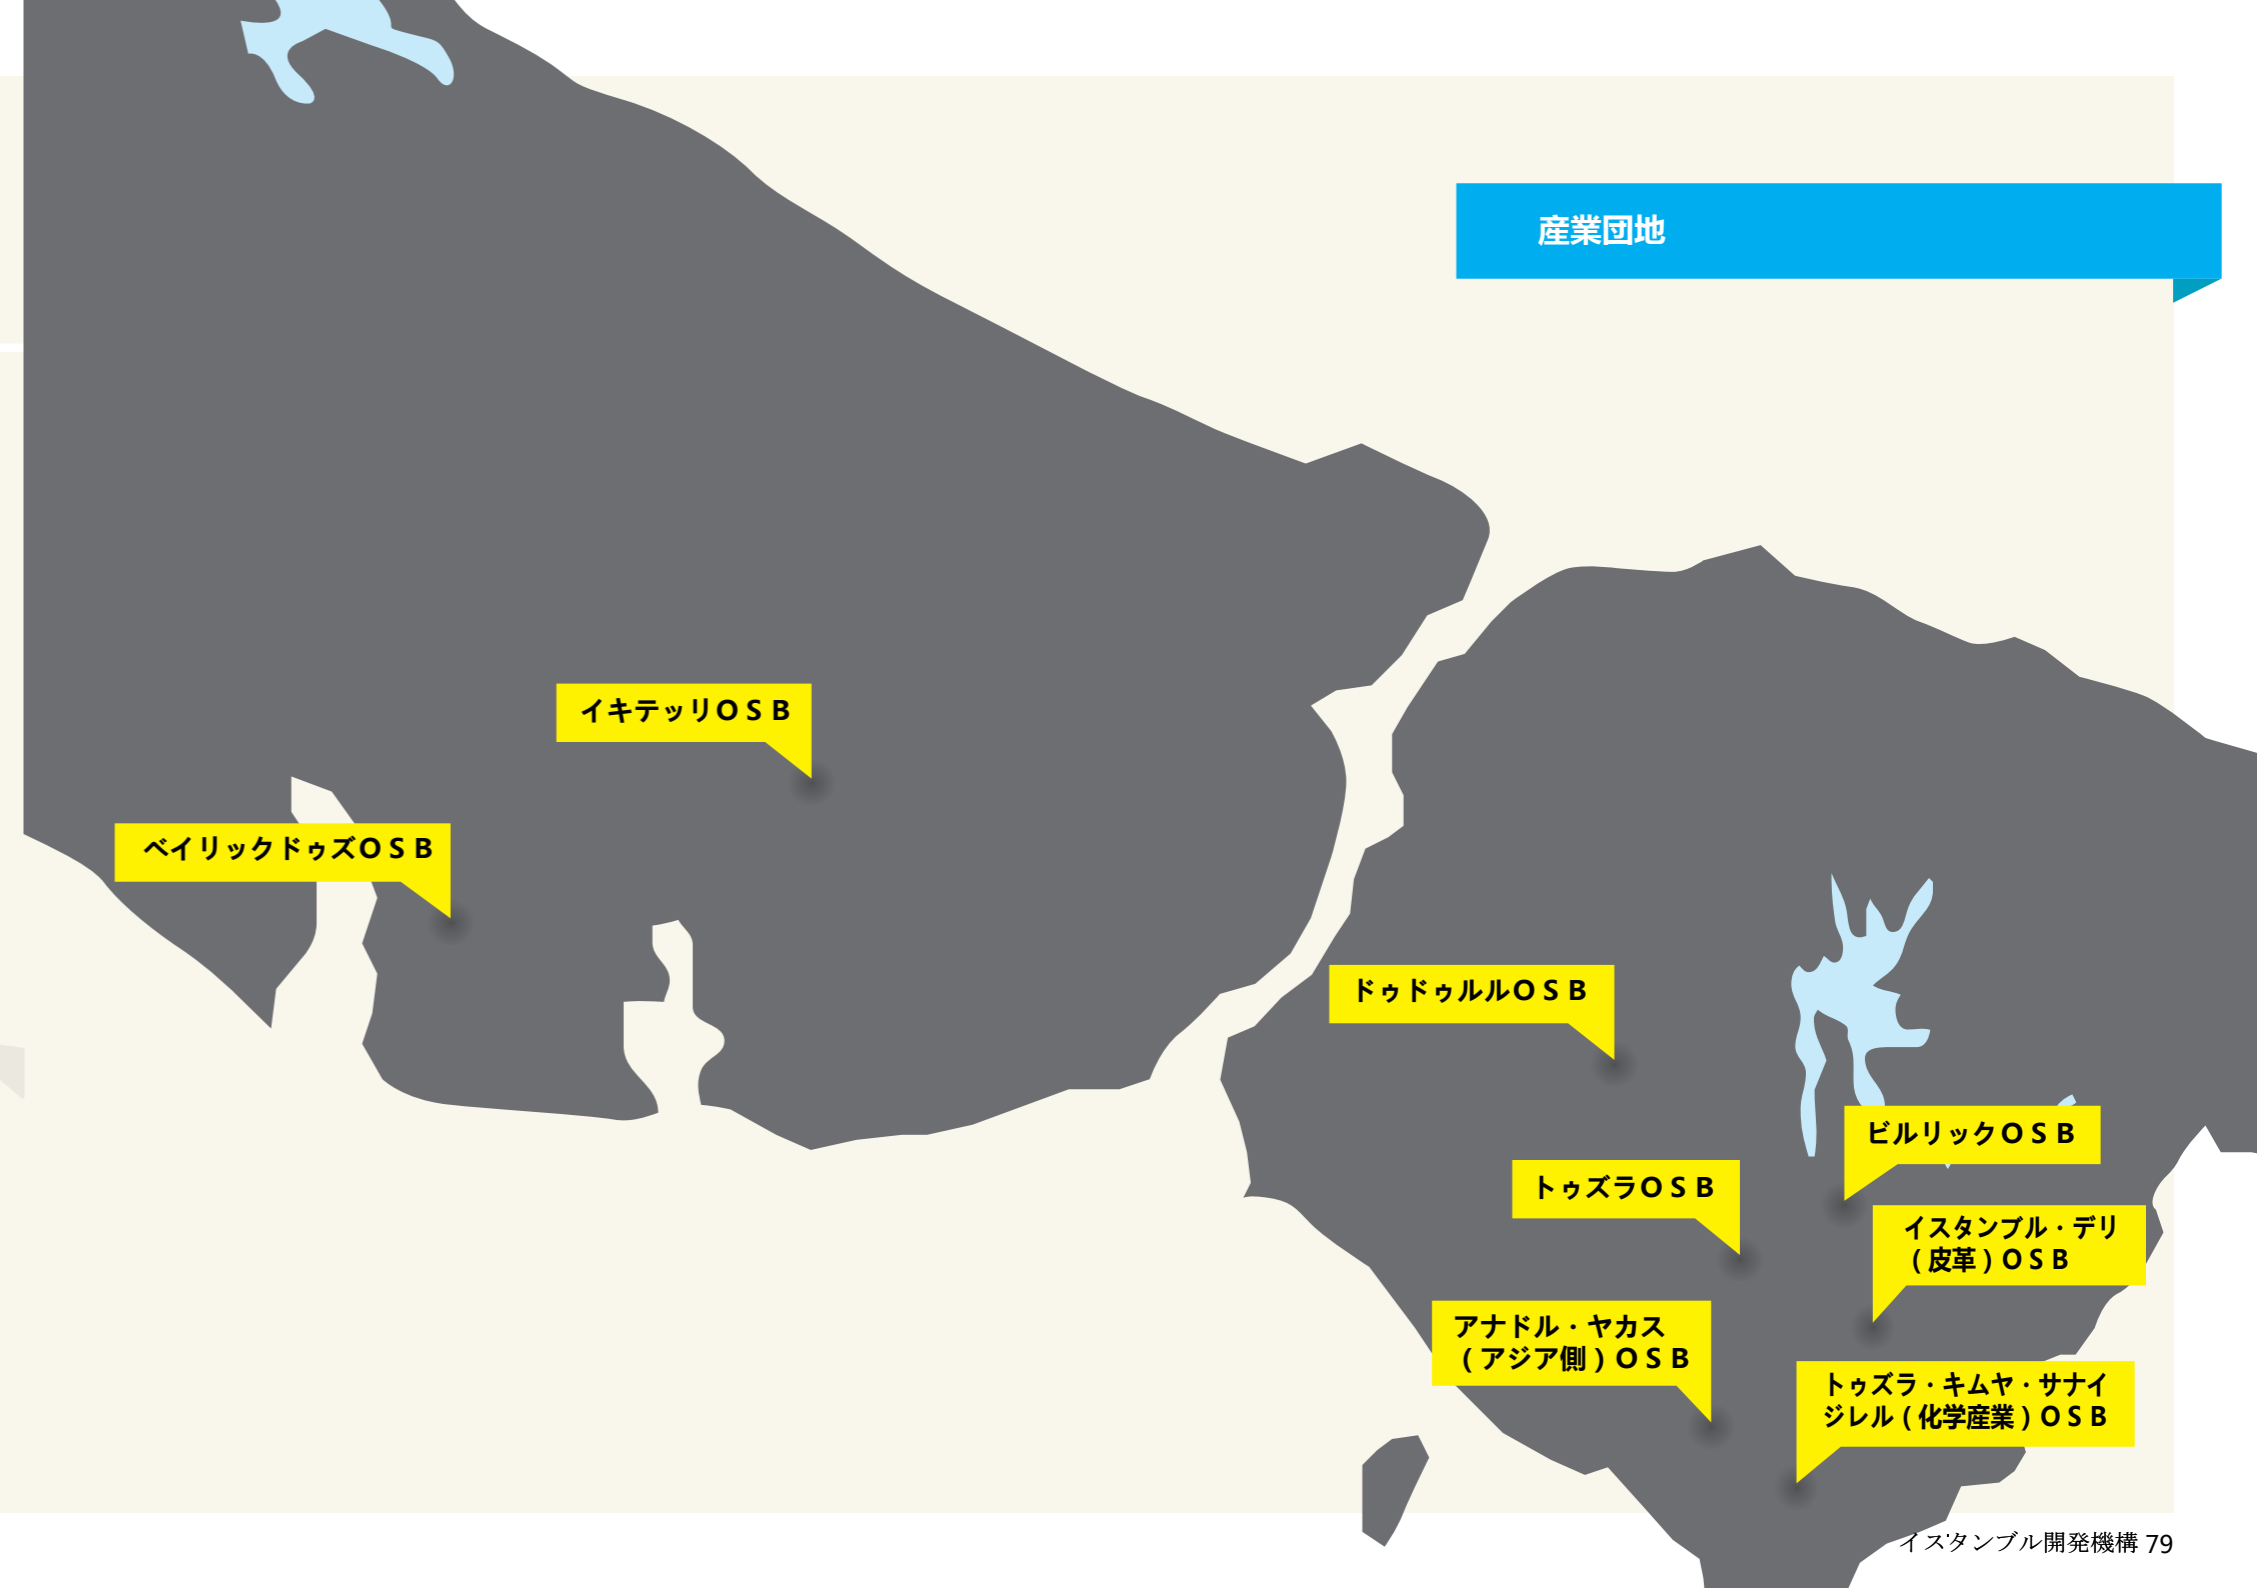 産業団地
イキテッリＯＳＢ
ベイリックドゥズＯＳＢ
ドゥドゥルルＯＳＢ
ビルリックＯＳＢ
トゥズラＯＳＢ
イスタンブル・デリ
（皮革）ＯＳＢ
アナドル・ヤカス
（アジア側）ＯＳＢ
トゥズラ・キムヤ・サナイ
ジレル（化学産業）ＯＳＢ
イスタンブル開発機構 79